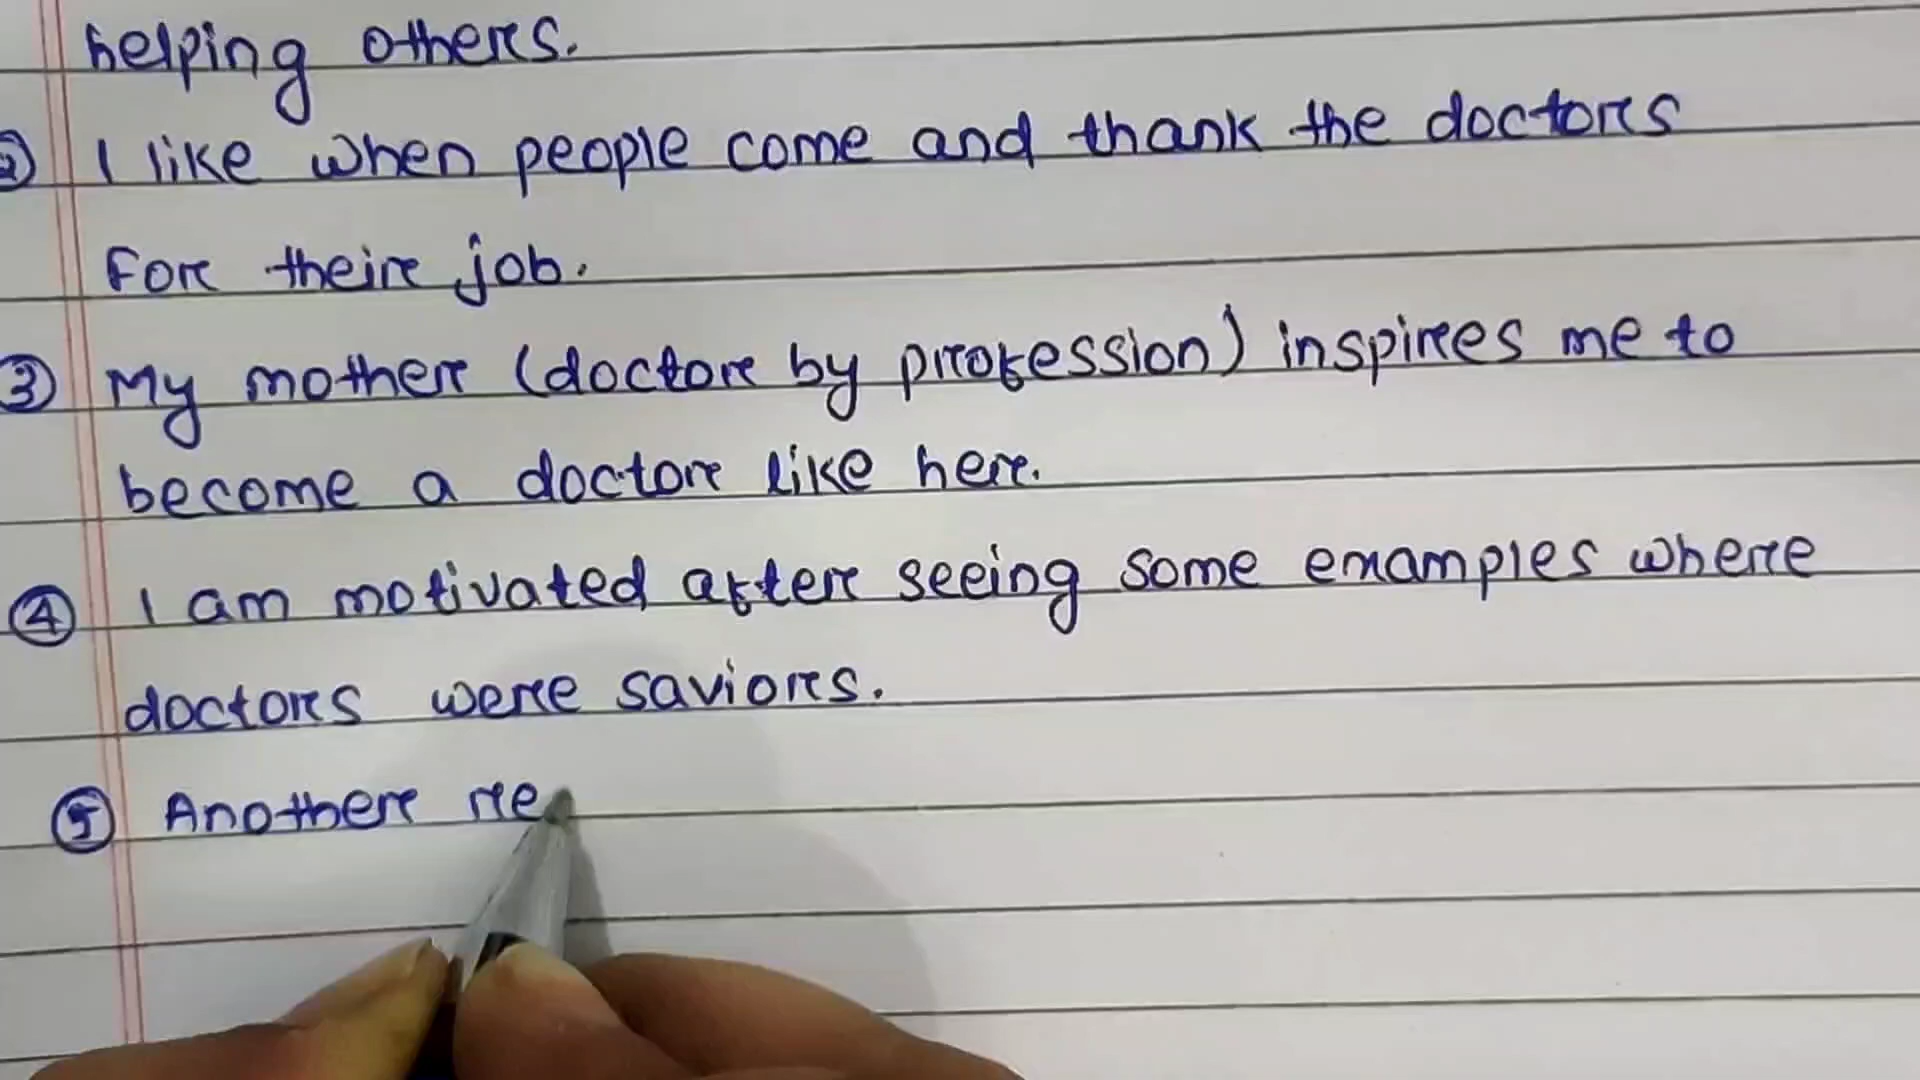 helping others.
② I like when people come and thank the doctors
for their job.
③ My mother (doctor by profession) inspires me to
become a doctor like her.
④ I am motivated after seeing some examples where
doctors were saviors.
⑤ Another re